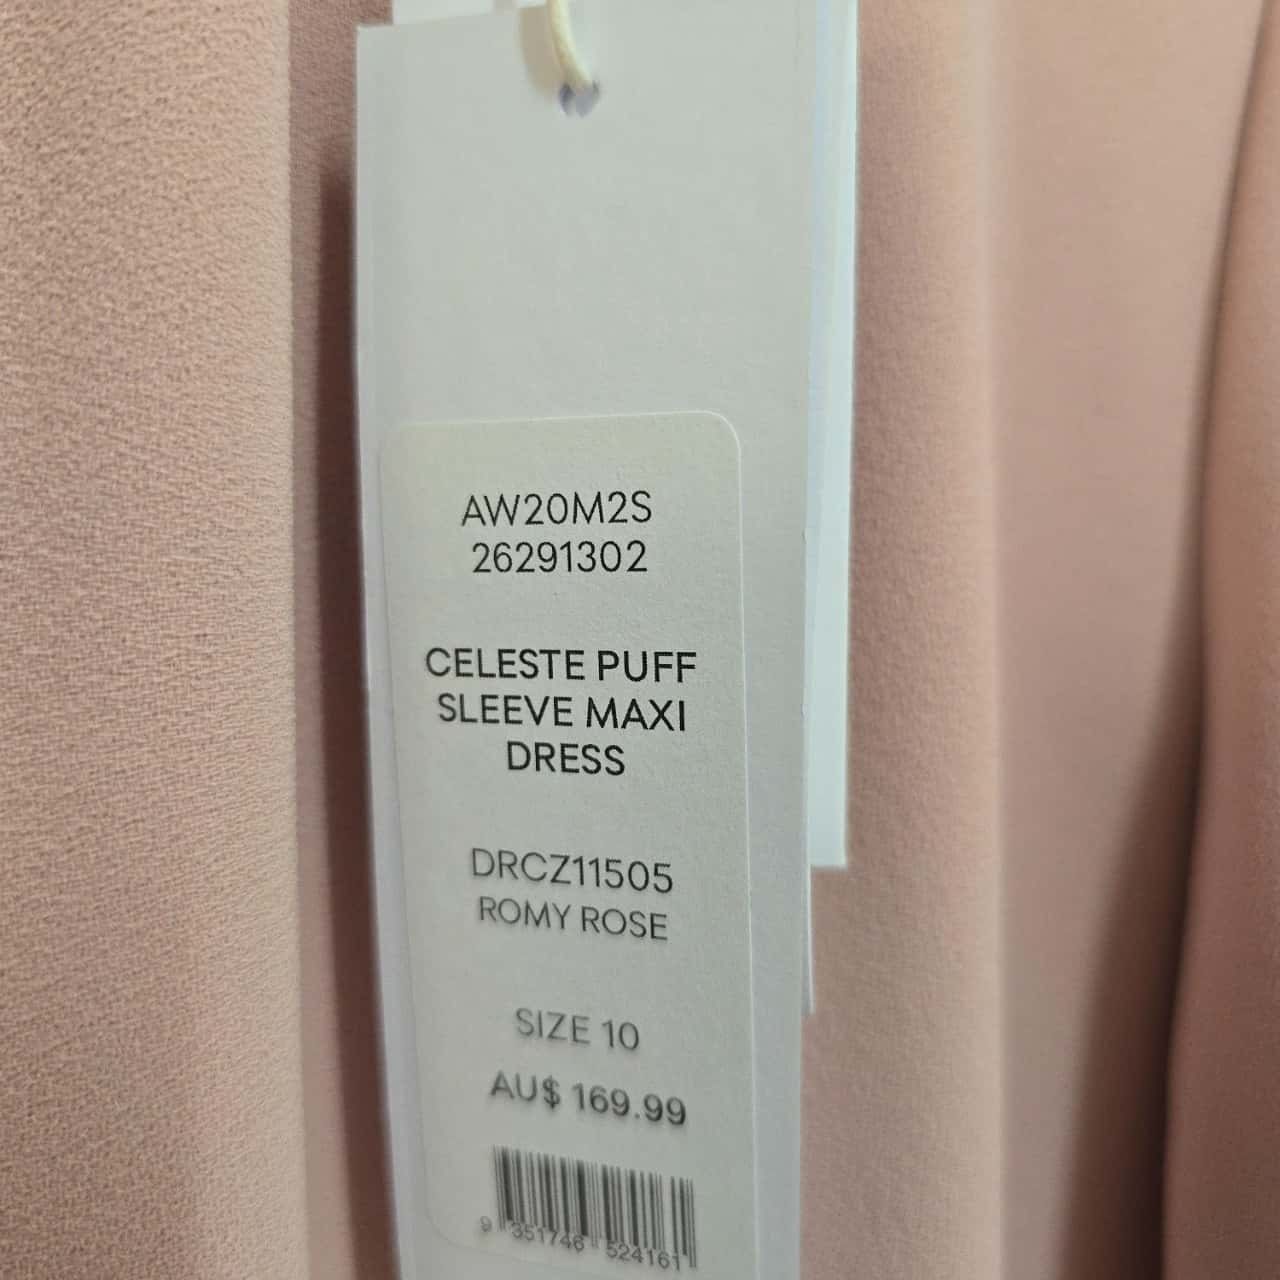 AW20M2S
26291302
CELESTE PUFF
SLEEVE MAXI
DRESS
DRCZ11505
ROMY ROSE
SIZE 10
AU$ 169.99
9 351746 524161